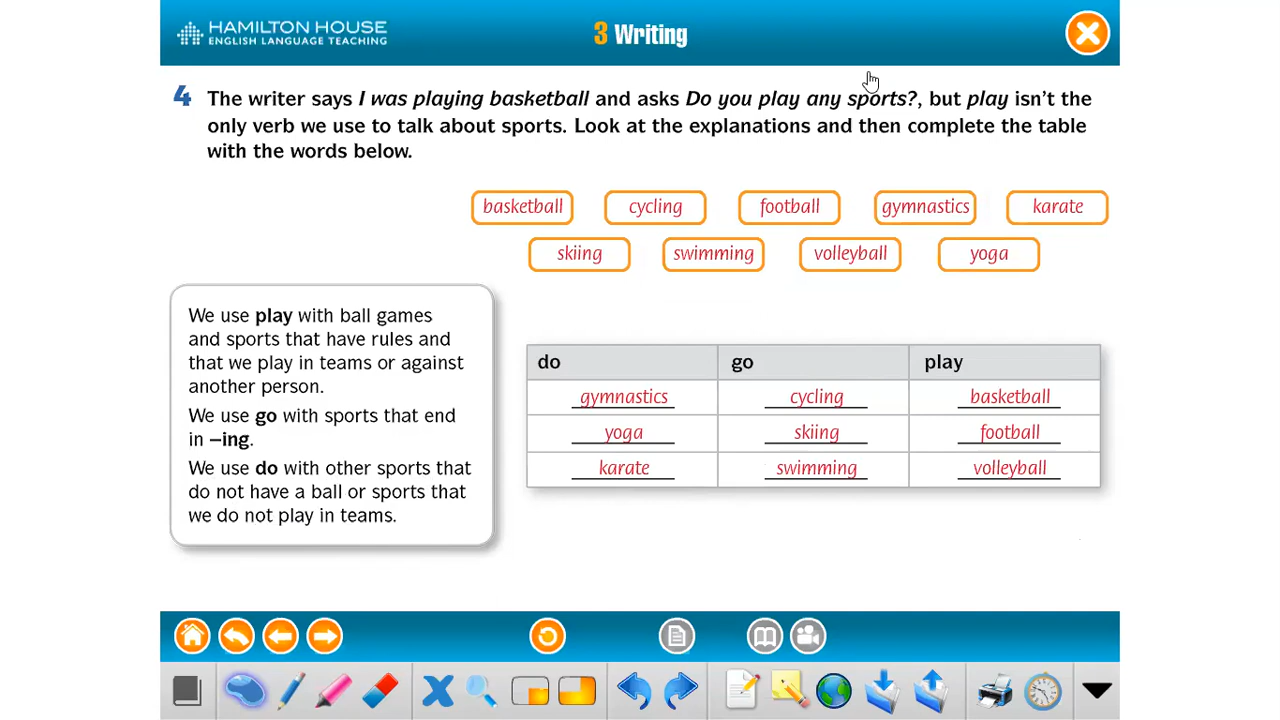 HAMILTON HOUSE
ENGLISH LANGUAGE TEACHING
3 Writing
4 The writer says I was playing basketball and asks Do you play any sports?, but play isn't the
only verb we use to talk about sports. Look at the explanations and then complete the table
with the words below.
basketball cycling football gymnastics karate
skiing swimming volleyball yoga
We use play with ball games
and sports that have rules and
that we play in teams or against
another person.
We use go with sports that end
in –ing.
We use do with other sports that
do not have a ball or sports that
we do not play in teams.
do go play
gymnastics cycling basketball
yoga skiing football
karate swimming volleyball